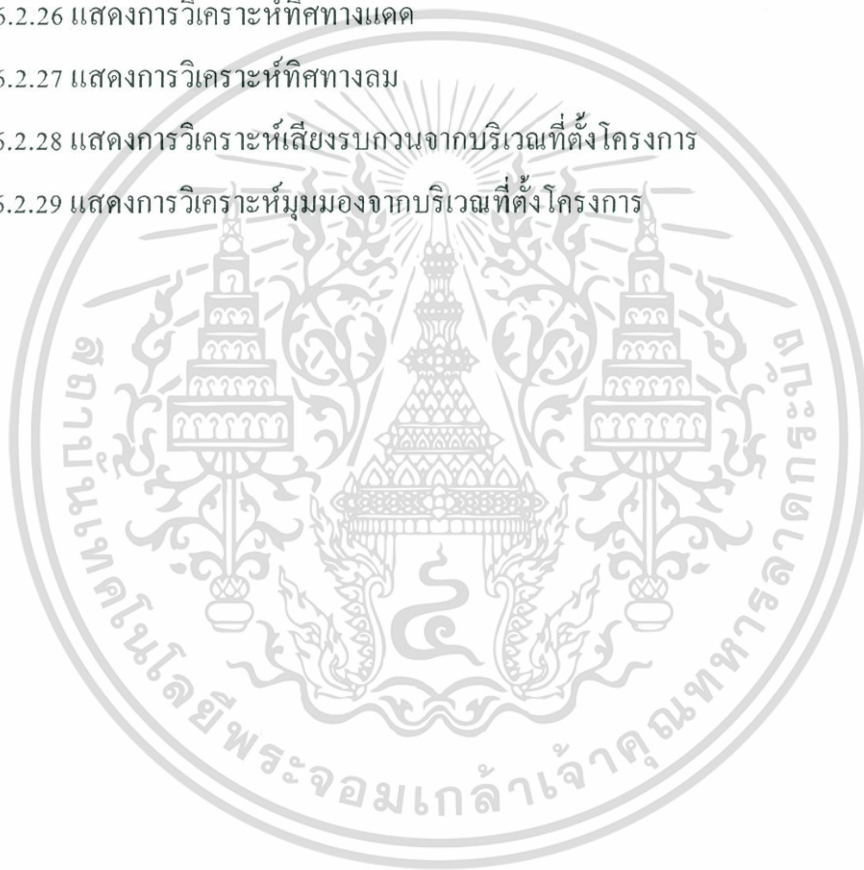 6.2.26 แสดงการวิเคราะห์ทิศทางแดด
6.2.27 แสดงการวิเคราะห์ทิศทางลม
6.2.28 แสดงการวิเคราะห์เสียงรบกวนจากบริเวณที่ตั้งโครงการ
6.2.29 แสดงการวิเคราะห์มุมมองจากบริเวณที่ตั้งโครงการ
สถาบันเทคโนโลยีพระจอมเกล้าเจ้าคุณทหารลาดกระบัง
๔